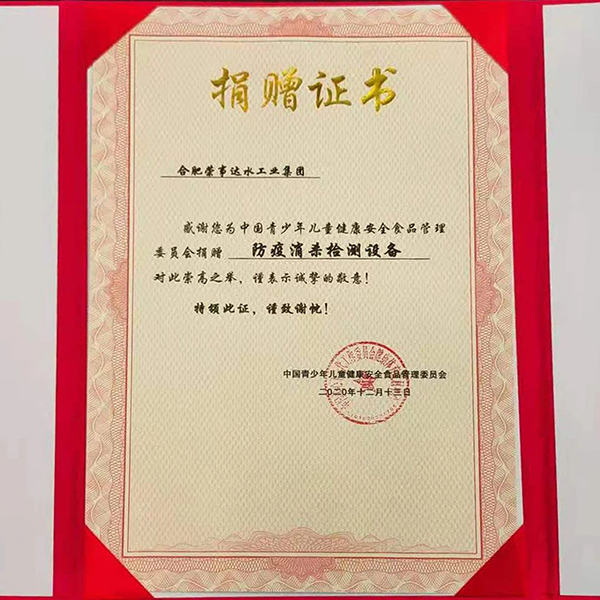 捐赠证书
合肥荣事达水工业集团
感谢您为中国青少年儿童健康安全食品管理
委员会捐赠 防疫消杀检测设备
对此崇高之举，谨表示诚挚的敬意！
特颁此证，谨致谢忱！
中国青少年儿童健康安全食品管理委员会
二〇二〇年十二月十三日